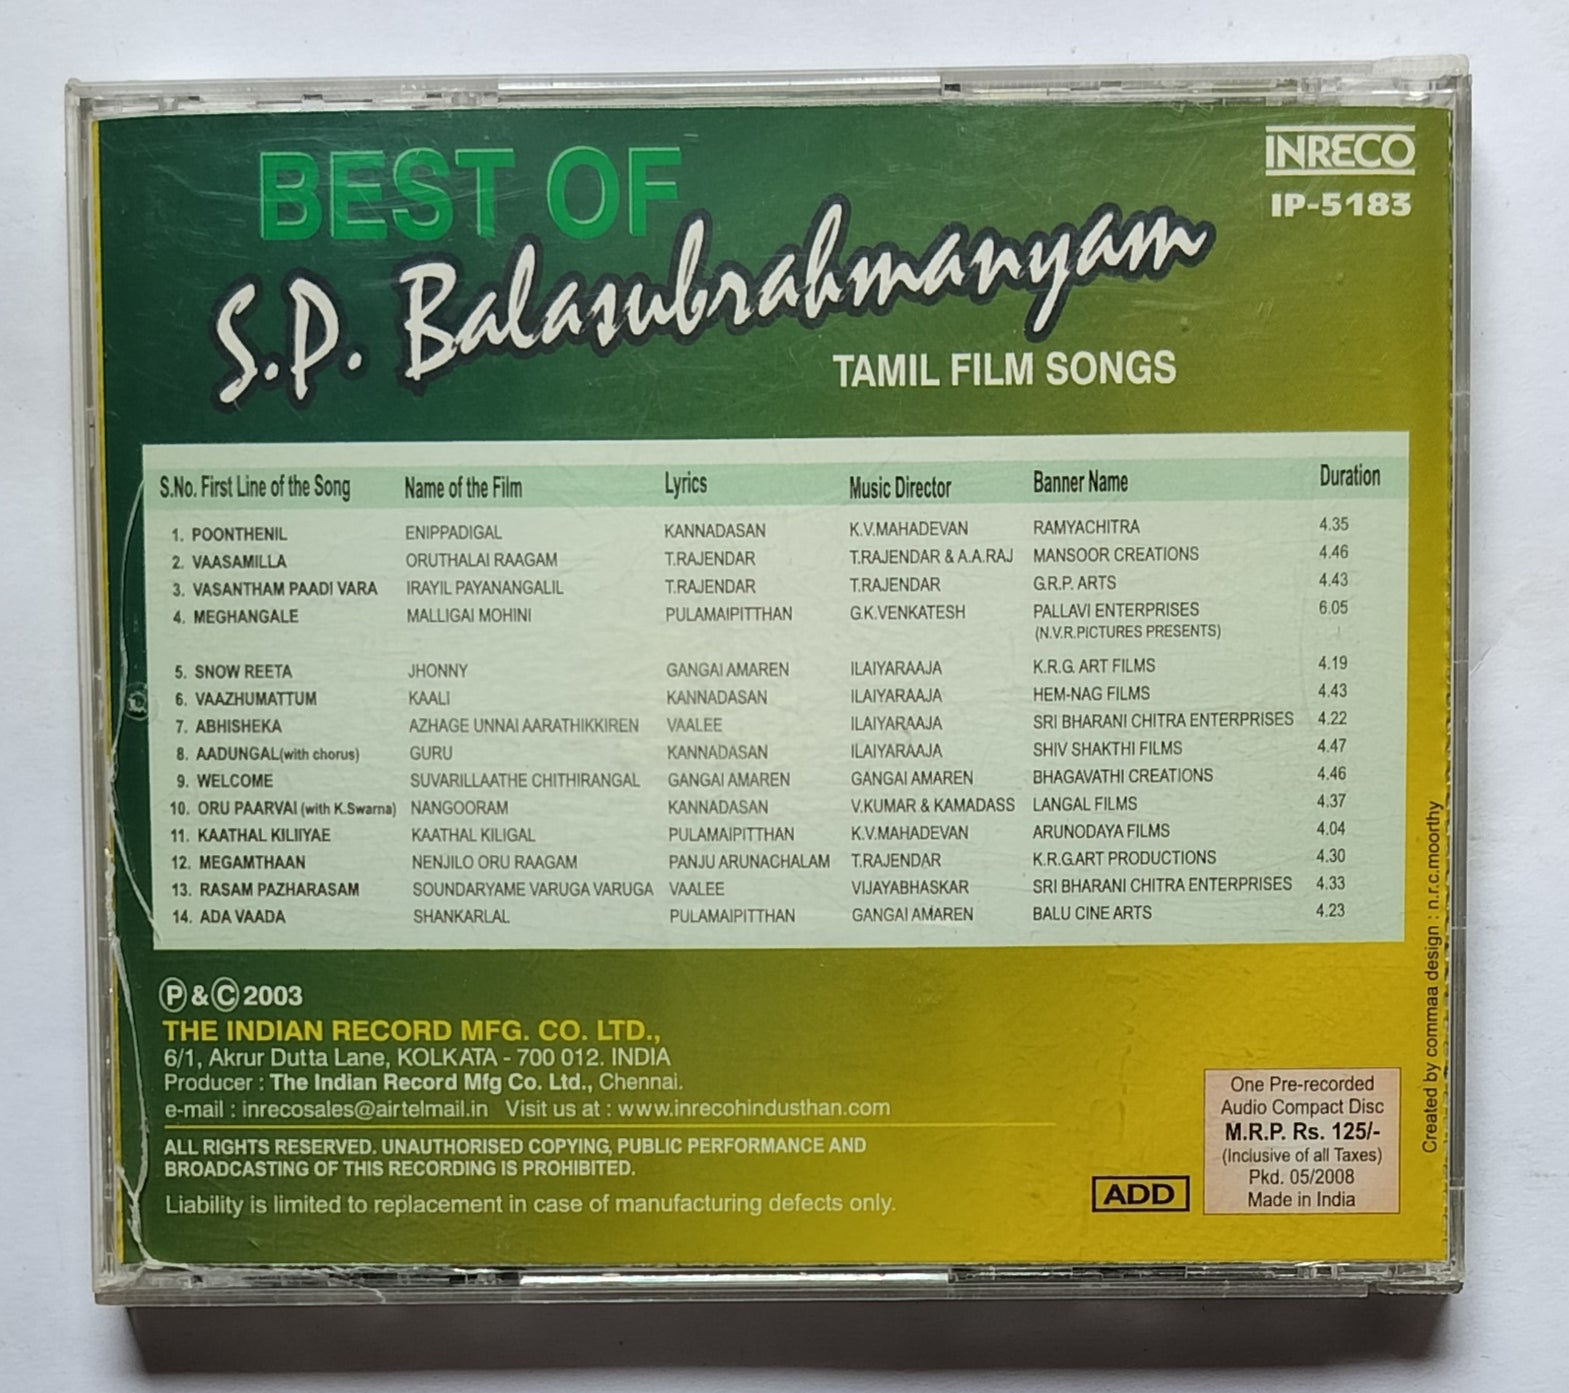 BEST OF
S.P. Balasubrahmanyam
TAMIL FILM SONGS
INRECO
IP-5183
S.No. First Line of the Song Name of the Film Lyrics Music Director Banner Name Duration
1. POONTHENIL ENIPPADIGAL KANNADASAN K.V.MAHADEVAN RAMYACHITRA 4.35
2. VAASAMILLA ORUTHALAI RAAGAM T.RAJENDAR T.RAJENDAR & A.A.RAJ MANSOOR CREATIONS 4.46
3. VASANTHAM PAADI VARA IRAYIL PAYANANGALIL T.RAJENDAR T.RAJENDAR G.R.P. ARTS 4.43
4. MEGHANGALE MALLIGAI MOHINI PULAMAIPITTHAN G.K.VENKATESH PALLAVI ENTERPRISES 6.05
(N.V.R.PICTURES PRESENTS)
5. SNOW REETA JHONNY GANGAI AMAREN ILAIYARAAJA K.R.G. ART FILMS 4.19
6. VAAZHUMATTUM KAALI KANNADASAN ILAIYARAAJA HEM-NAG FILMS 4.43
7. ABHISHEKA AZHAGE UNNAI AARATHIKKIREN VAALEE ILAIYARAAJA SRI BHARANI CHITRA ENTERPRISES 4.22
8. AADUNGAL(with chorus) GURU KANNADASAN ILAIYARAAJA SHIV SHAKTHI FILMS 4.47
9. WELCOME SUVARILLAATHE CHITHIRANGAL GANGAI AMAREN GANGAI AMAREN BHAGAVATHI CREATIONS 4.46
10. ORU PAARVAI (with K.Swarna) NANGOORAM KANNADASAN V.KUMAR & KAMADASS LANGAL FILMS 4.37
11. KAATHAL KILIIYAE KAATHAL KILIGAL PULAMAIPITTHAN K.V.MAHADEVAN ARUNODAYA FILMS 4.04
12. MEGAMTHAAN NENJILO ORU RAAGAM PANJU ARUNACHALAM T.RAJENDAR K.R.G.ART PRODUCTIONS 4.30
13. RASAM PAZHARASAM SOUNDARYAME VARUGA VARUGA VAALEE VIJAYABHASKAR SRI BHARANI CHITRA ENTERPRISES 4.33
14. ADA VAADA SHANKARLAL PULAMAIPITTHAN GANGAI AMAREN BALU CINE ARTS 4.23
Ⓟ & Ⓒ 2003
THE INDIAN RECORD MFG. CO. LTD.,
6/1, Akrur Dutta Lane, KOLKATA - 700 012. INDIA
Producer : The Indian Record Mfg Co. Ltd., Chennai.
e-mail : inrecosales@airtelmail.in Visit us at : www.inrecohindusthan.com
ALL RIGHTS RESERVED. UNAUTHORISED COPYING, PUBLIC PERFORMANCE AND
BROADCASTING OF THIS RECORDING IS PROHIBITED.
Liability is limited to replacement in case of manufacturing defects only.
ADD
One Pre-recorded
Audio Compact Disc
M.R.P. Rs. 125/-
(Inclusive of all Taxes)
Pkd. 05/2008
Made in India
Created by commaa design : n.r.c.moorthy